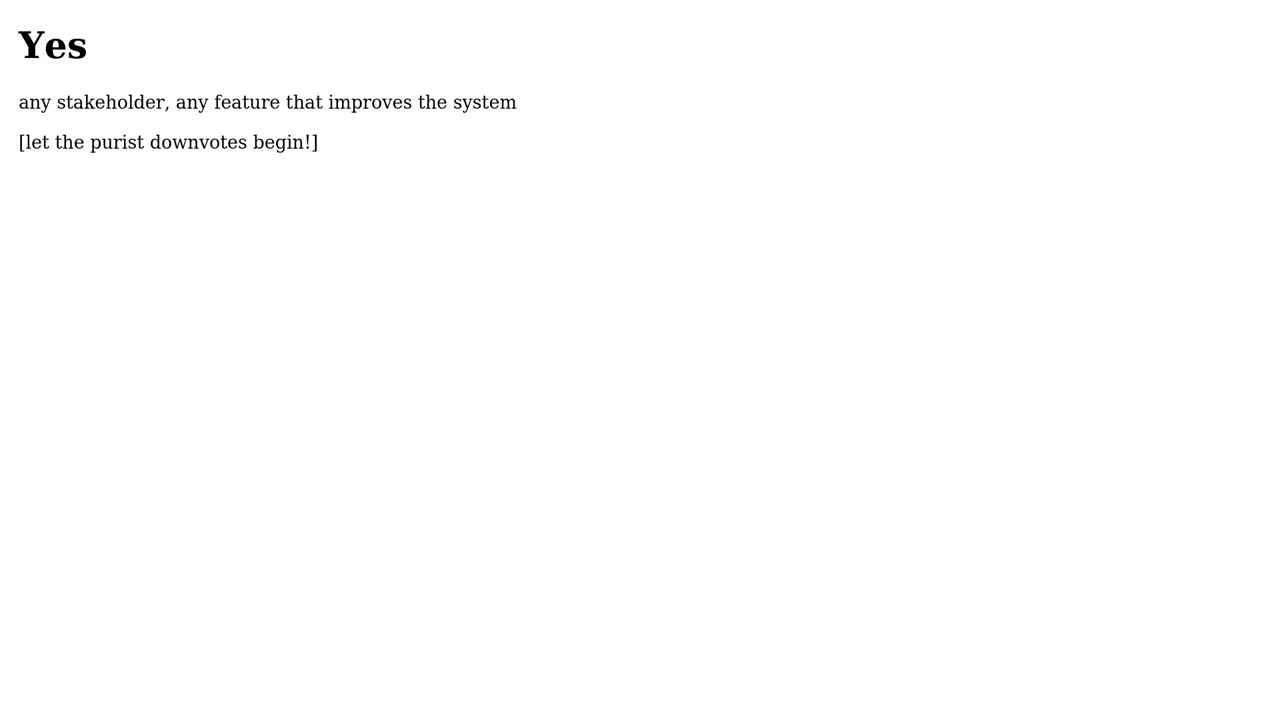 Yes
any stakeholder, any feature that improves the system
[let the purist downvotes begin!]